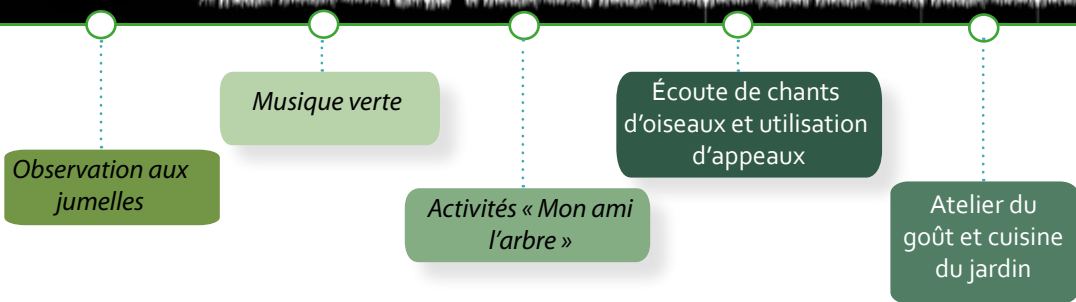 Observation aux
jumelles
Musique verte
Activités « Mon ami
l’arbre »
Écoute de chants
d’oiseaux et utilisation
d’appeaux
Atelier du
goût et cuisine
du jardin